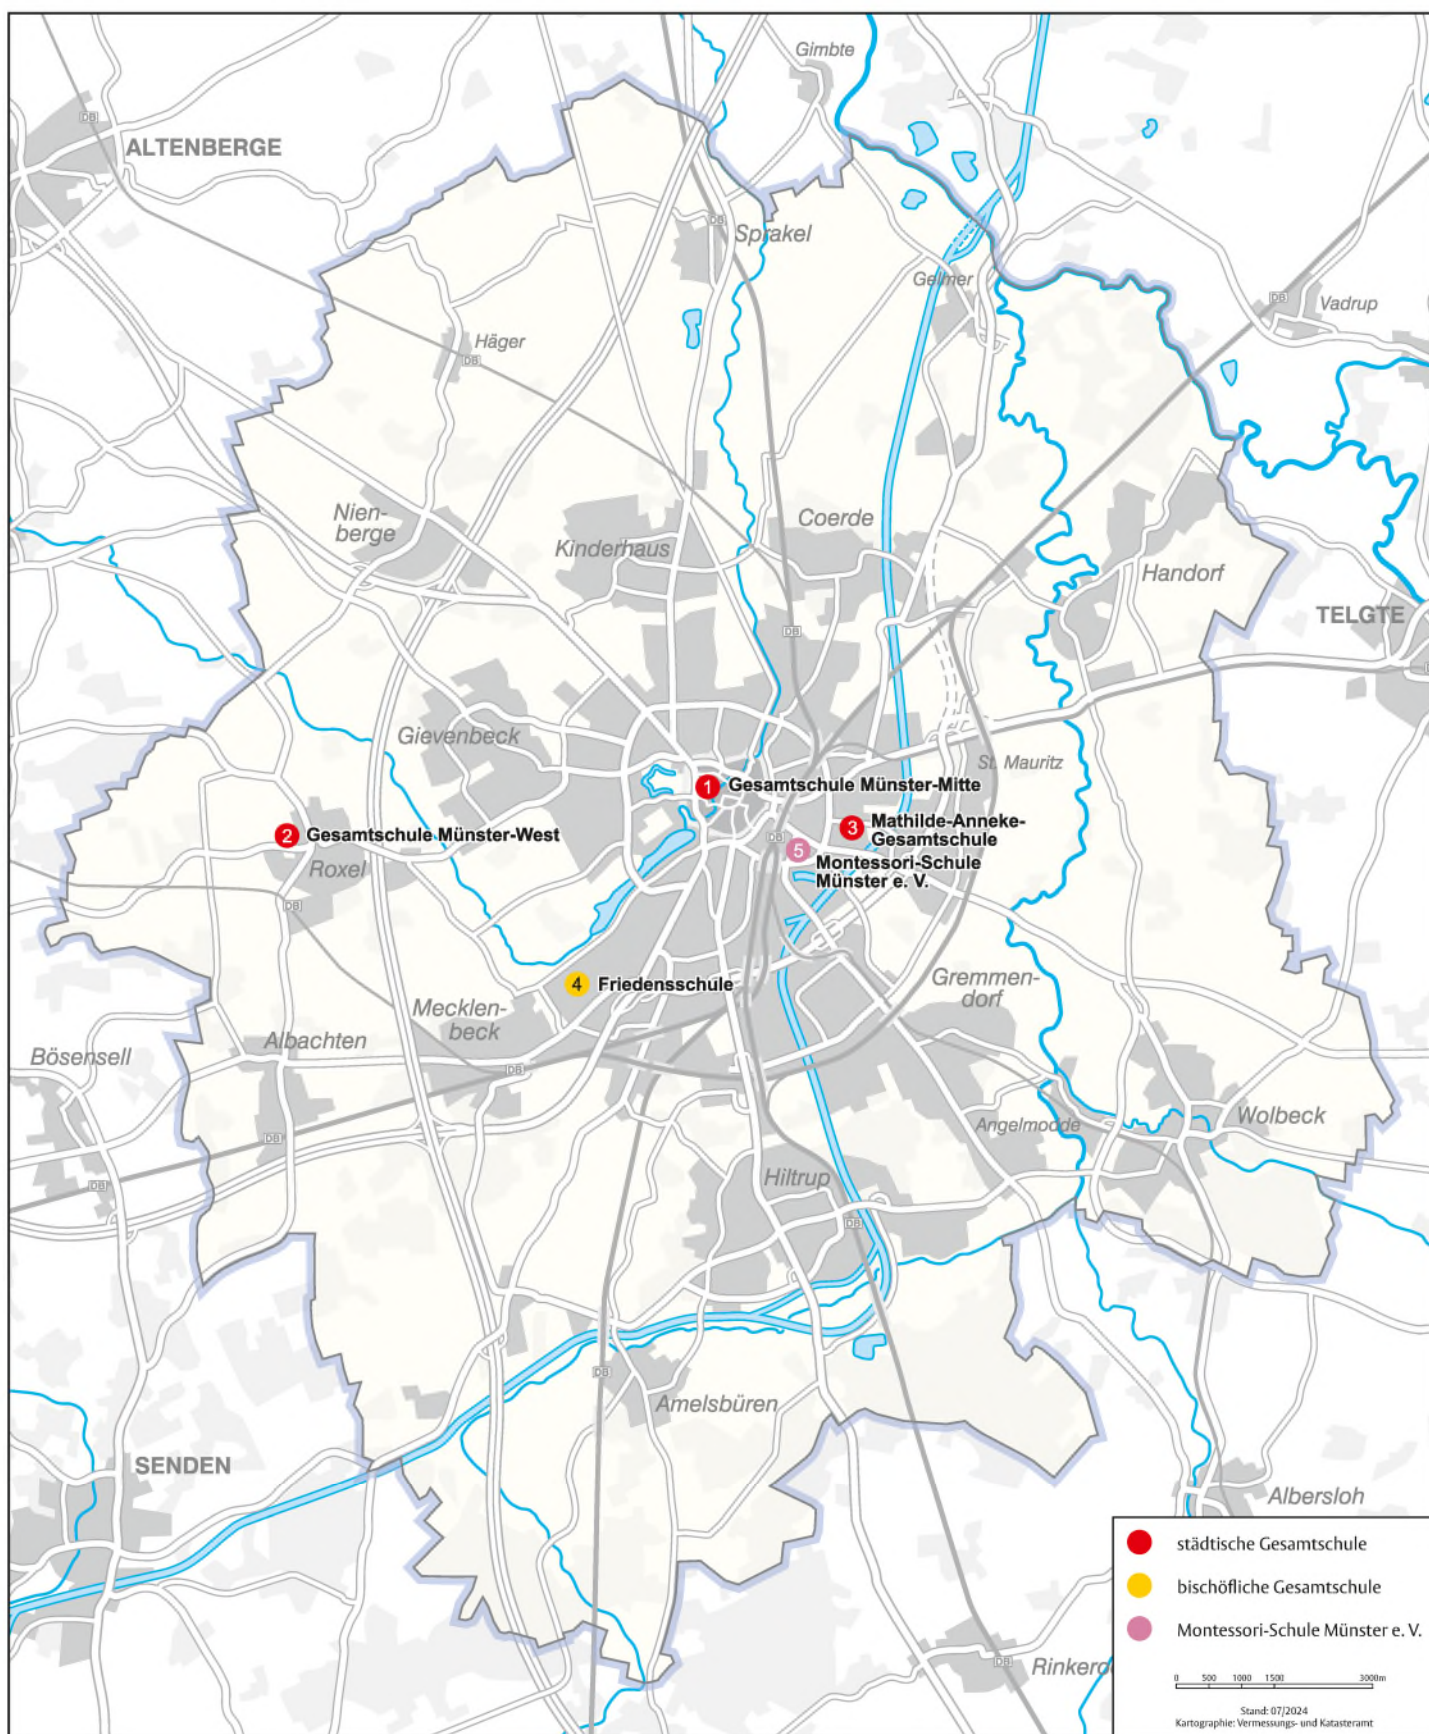 Gimbte
DB
ALTENBERGE
DB
Sprakel
Gelmer
DB
Vadrup
Häger
DB
Nien-
berge
Kinderhaus
Coerde
Handorf
TELGTE
DB
Gievenbeck
St. Mauritz
1 Gesamtschule Münster-Mitte
2 Gesamtschule Münster-West
3 Mathilde-Anneke-
Gesamtschule
DB
5
Montessori-Schule
Münster e. V.
Roxel
DB
4 Friedensschule
Mecklen-
beck
Gremmen-
dorf
Albachten
Bösensell
DB
Wolbeck
Angelmodde
DB
Hiltrup
DB
DB
DB
Amelsbüren
SENDEN
Albersloh
städtische Gesamtschule
bischöfliche Gesamtschule
Montessori-Schule Münster e. V.
DB
0 500 1000 1500 3000m
Stand: 07/2024
Kartographie: Vermessungs- und Katasteramt